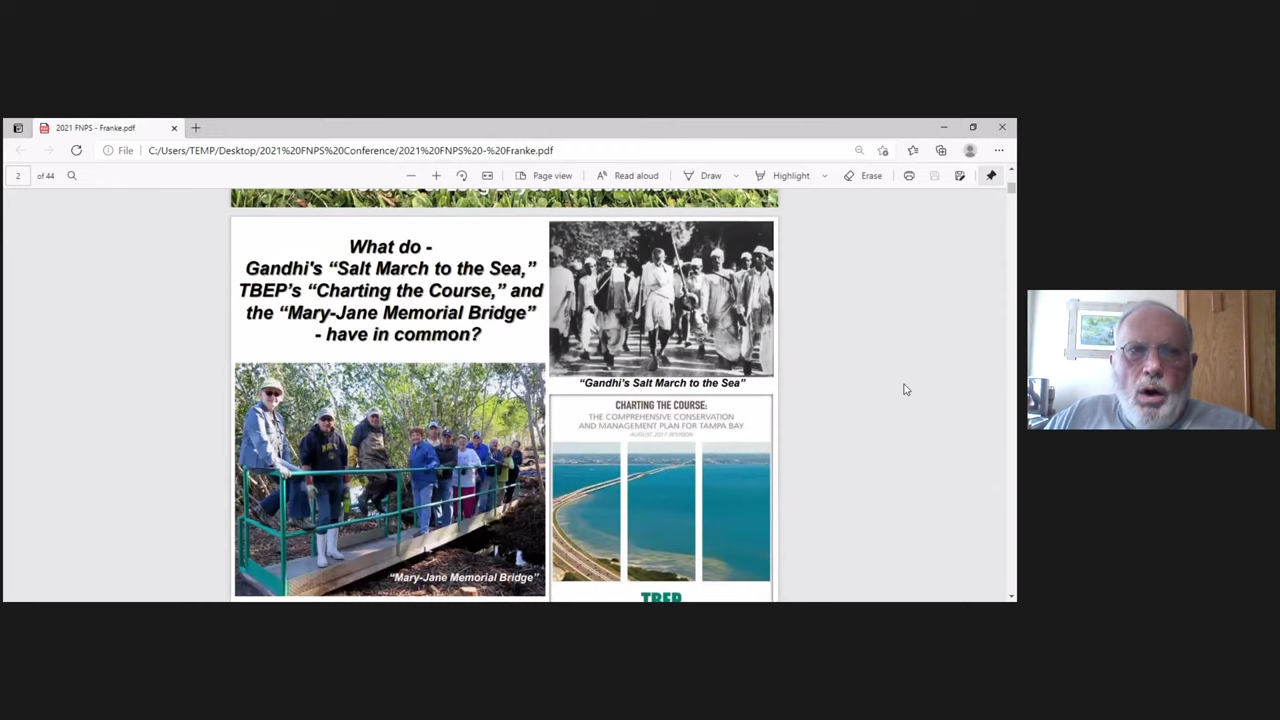 2021 FNPS - Franke.pdf
File
C:/Users/TEMP/Desktop/2021%20FNPS%20Conference/2021%20FNPS%20-%20Franke.pdf
2 of 44
Page view
Read aloud
Draw
Highlight
Erase
What do -
Gandhi's “Salt March to the Sea,”
TBEP’s “Charting the Course,” and
the “Mary-Jane Memorial Bridge”
- have in common?
“Gandhi’s Salt March to the Sea”
CHARTING THE COURSE:
THE COMPREHENSIVE CONSERVATION
AND MANAGEMENT PLAN FOR TAMPA BAY
AUGUST 2017 REVISION
“Mary-Jane Memorial Bridge”
TBEP